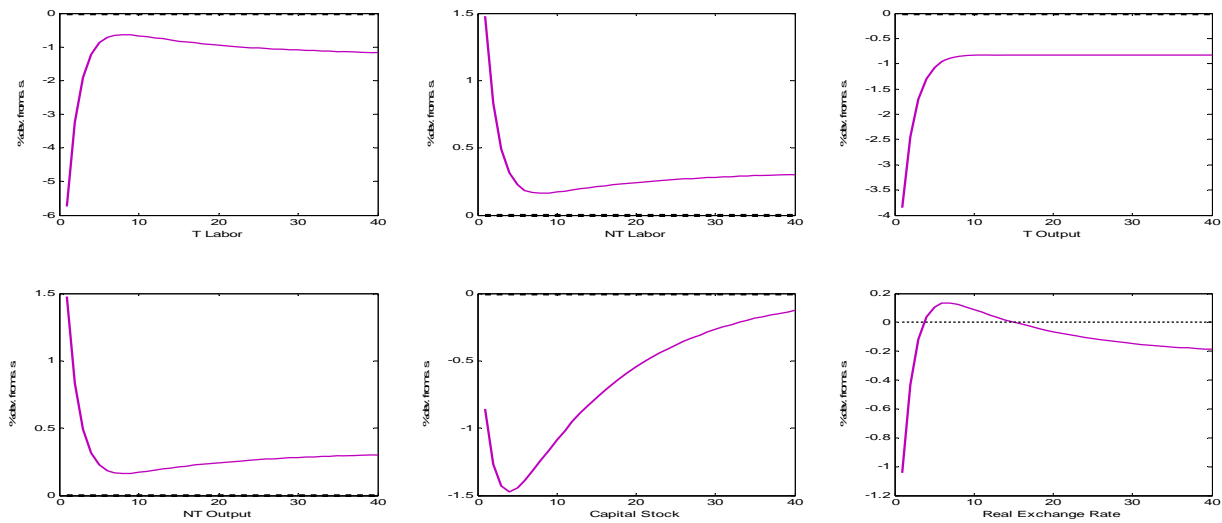 % dev. from s.s.
0
-1
-2
-3
-4
-5
-6
0 10 20 30 40
T Labor
% dev. from s.s.
1.5
1
0.5
0
0 10 20 30 40
NT Labor
% dev. from s.s.
0
-0.5
-1
-1.5
-2
-2.5
-3
-3.5
-4
0 10 20 30 40
T Output
% dev. from s.s.
1.5
1
0.5
0
0 10 20 30 40
NT Output
% dev. from s.s.
0
-0.5
-1
-1.5
0 10 20 30 40
Capital Stock
% dev. from s.s.
0.2
0
-0.2
-0.4
-0.6
-0.8
-1
-1.2
0 10 20 30 40
Real Exchange Rate